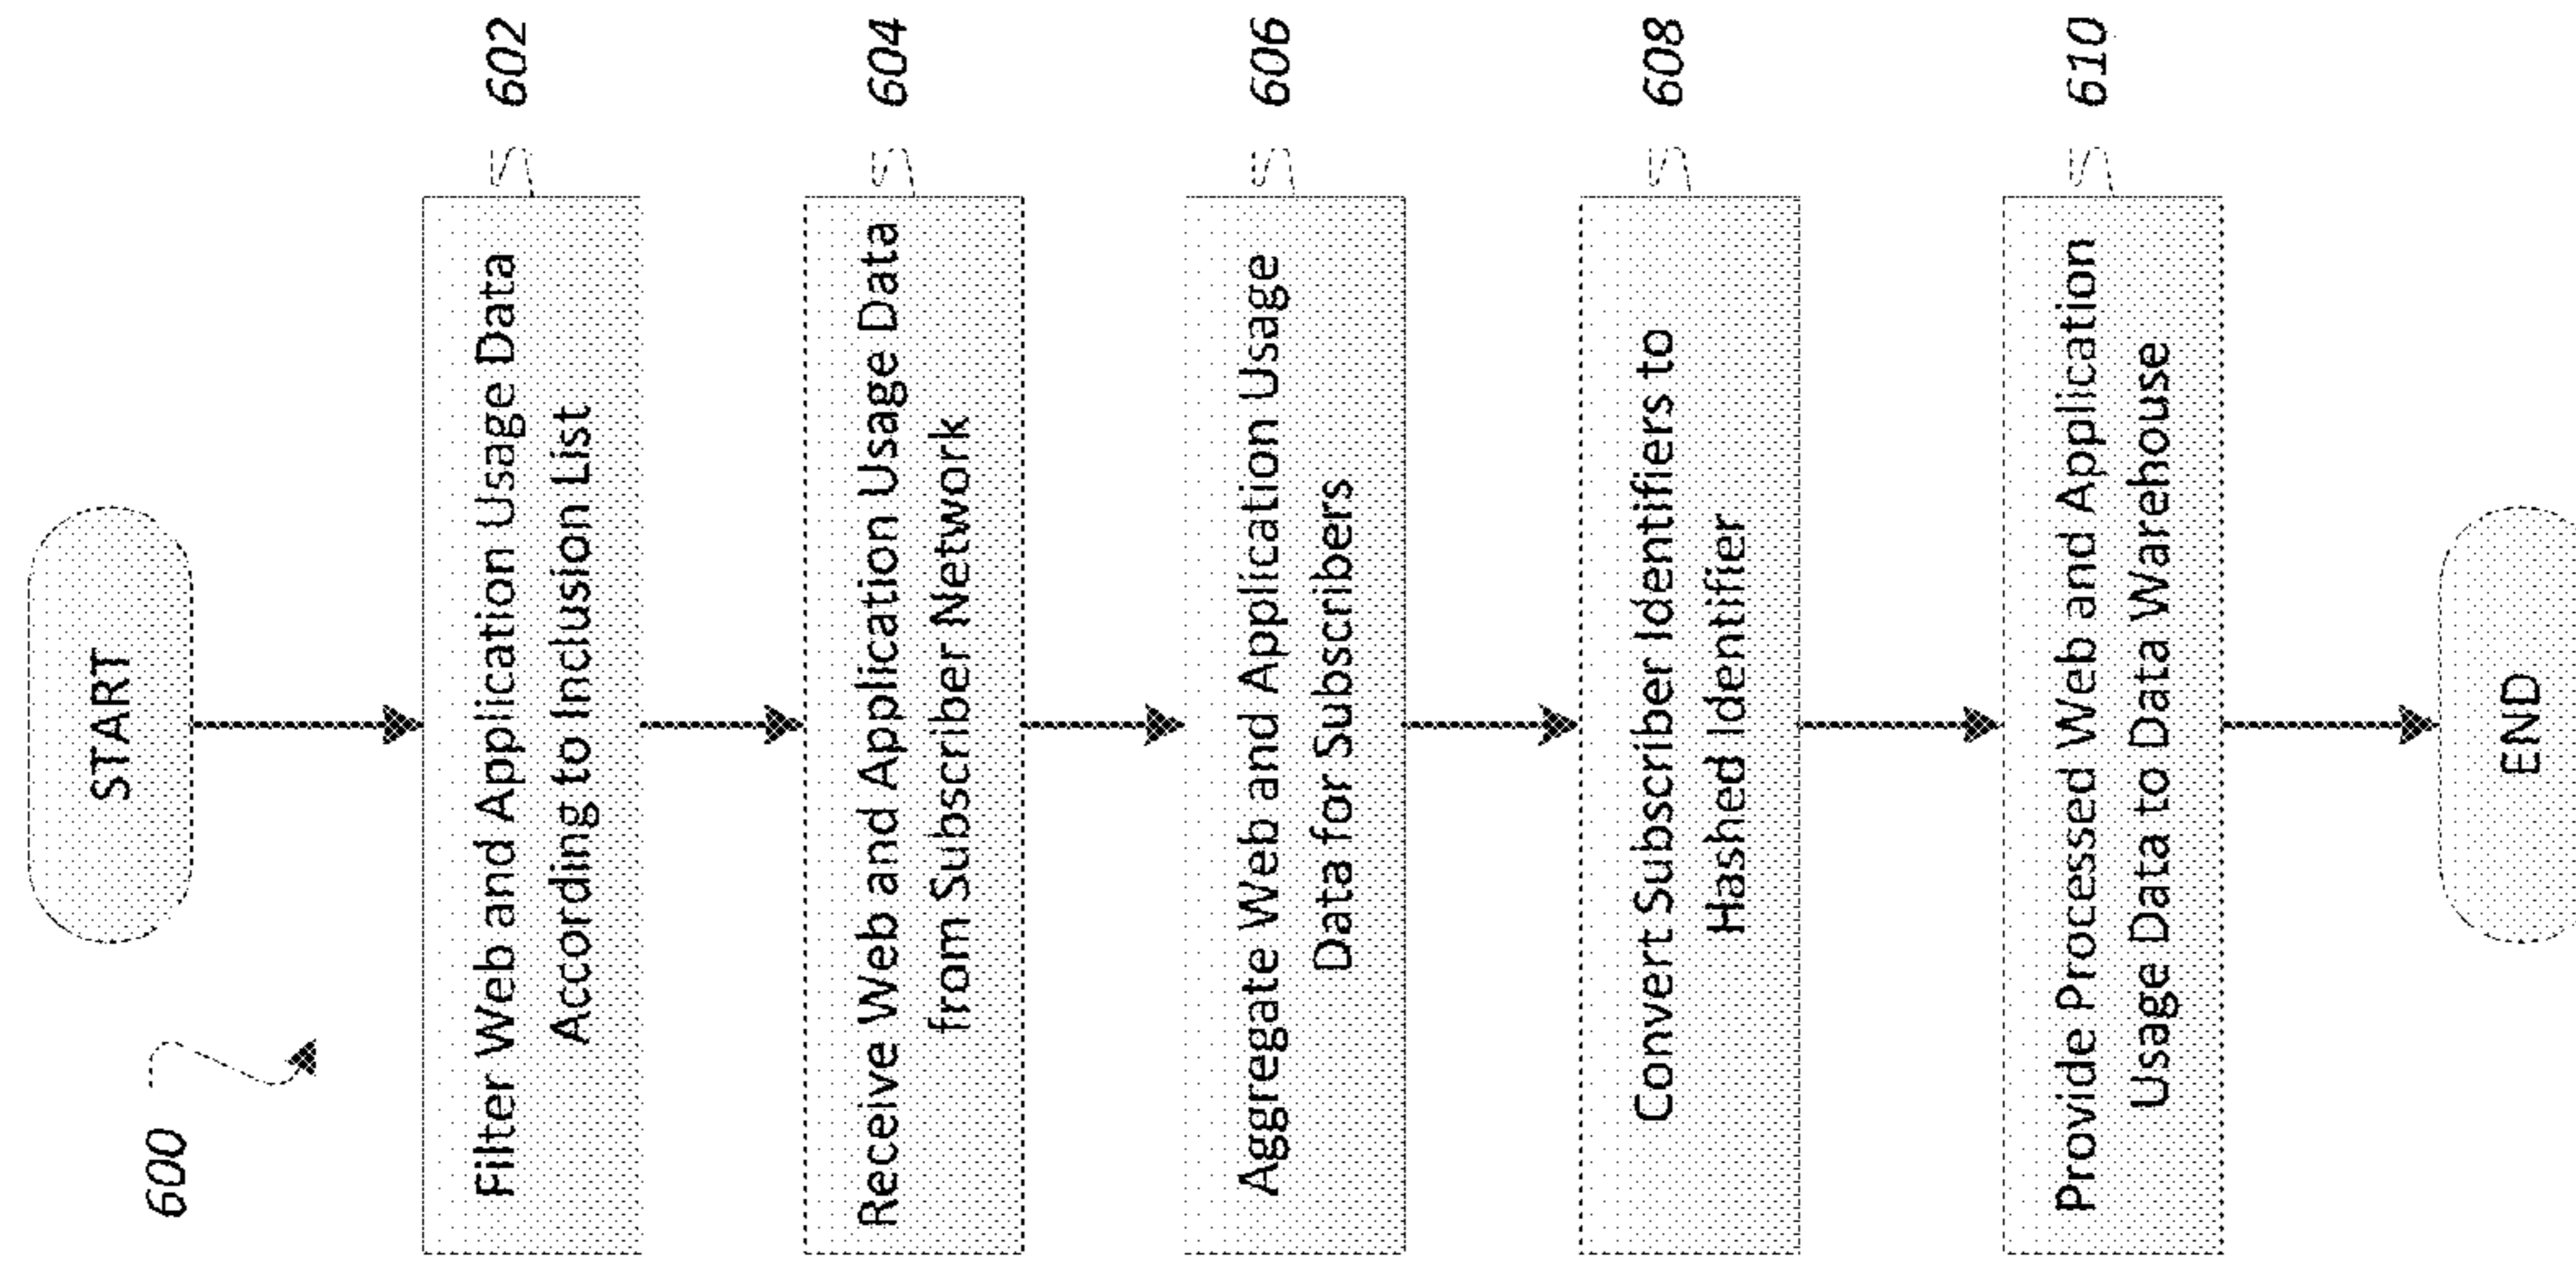 600
START
Filter Web and Application Usage Data
According to Inclusion List
602
Receive Web and Application Usage Data
from Subscriber Network
604
Aggregate Web and Application Usage
Data for Subscribers
606
Convert Subscriber Identifiers to
Hashed Identifier
608
Provide Processed Web and Application
Usage Data to Data Warehouse
610
END